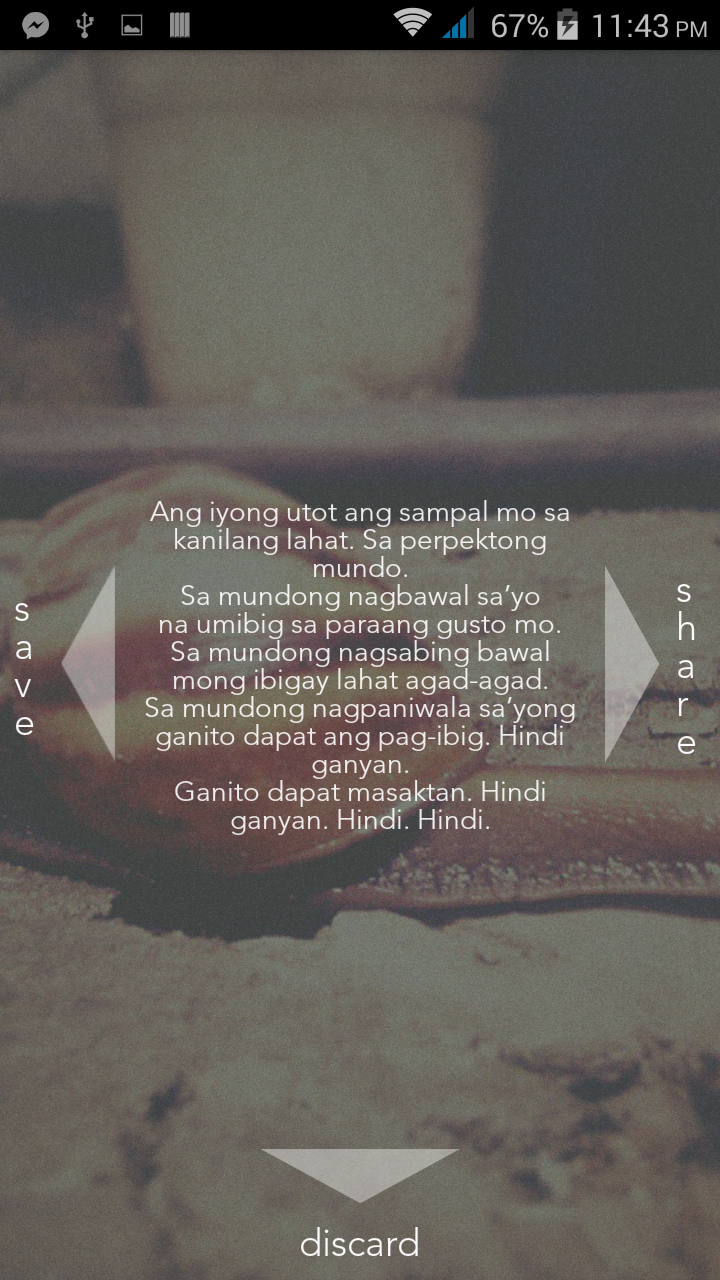 67% 11:43 PM
Ang iyong utot ang sampal mo sa
kanilang lahat. Sa perpektong
mundo.
Sa mundong nagbawal sa’yo
na umibig sa paraang gusto mo.
Sa mundong nagsabing bawal
mong ibigay lahat agad-agad.
Sa mundong nagpaniwala sa’yong
ganito dapat ang pag-ibig. Hindi
ganyan.
Ganito dapat masaktan. Hindi
ganyan. Hindi. Hindi.
save
share
discard